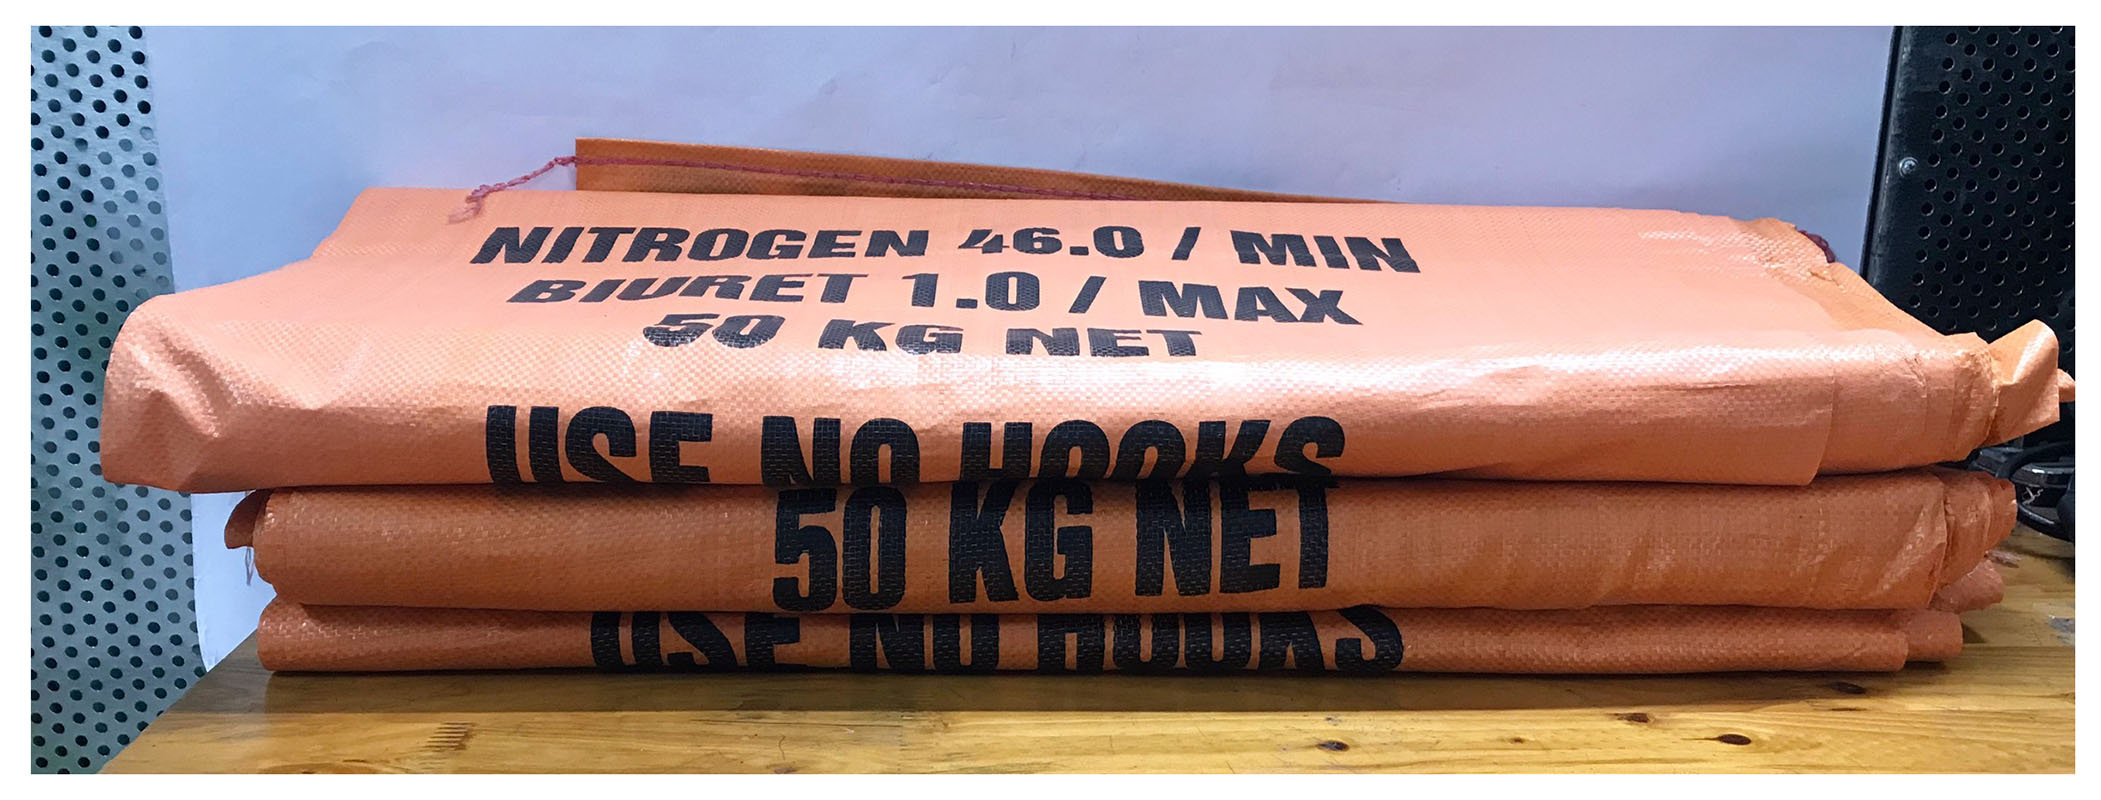 NITROGEN 46.0 / MIN
BIURET 1.0 / MAX
50 KG NET
USE NO HOOKS
50 KG NET
USE NO HOOKS